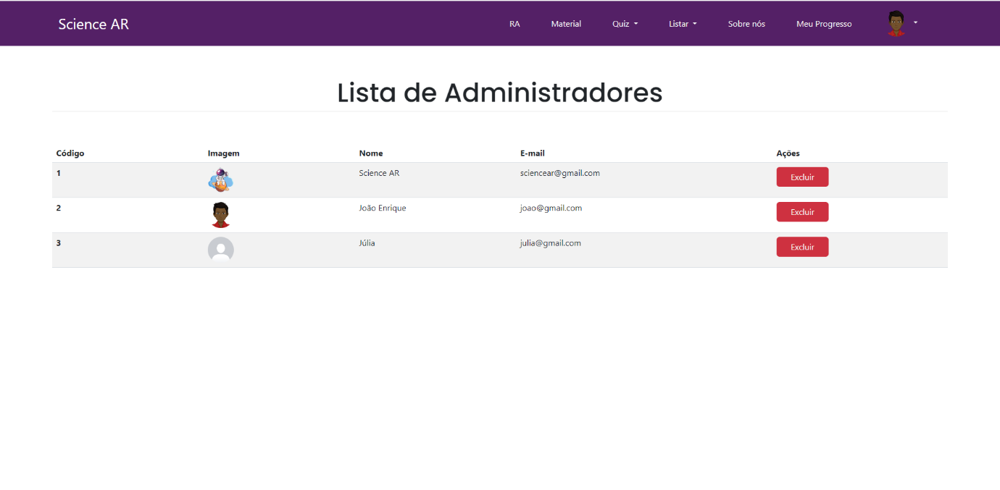 Science AR RA Material Quiz Listar Sobre nós Meu Progresso
Lista de Administradores
Código Imagem Nome E-mail Ações
1 Science AR sciencear@gmail.com Excluir
2 João Enrique joao@gmail.com Excluir
3 Júlia julia@gmail.com Excluir